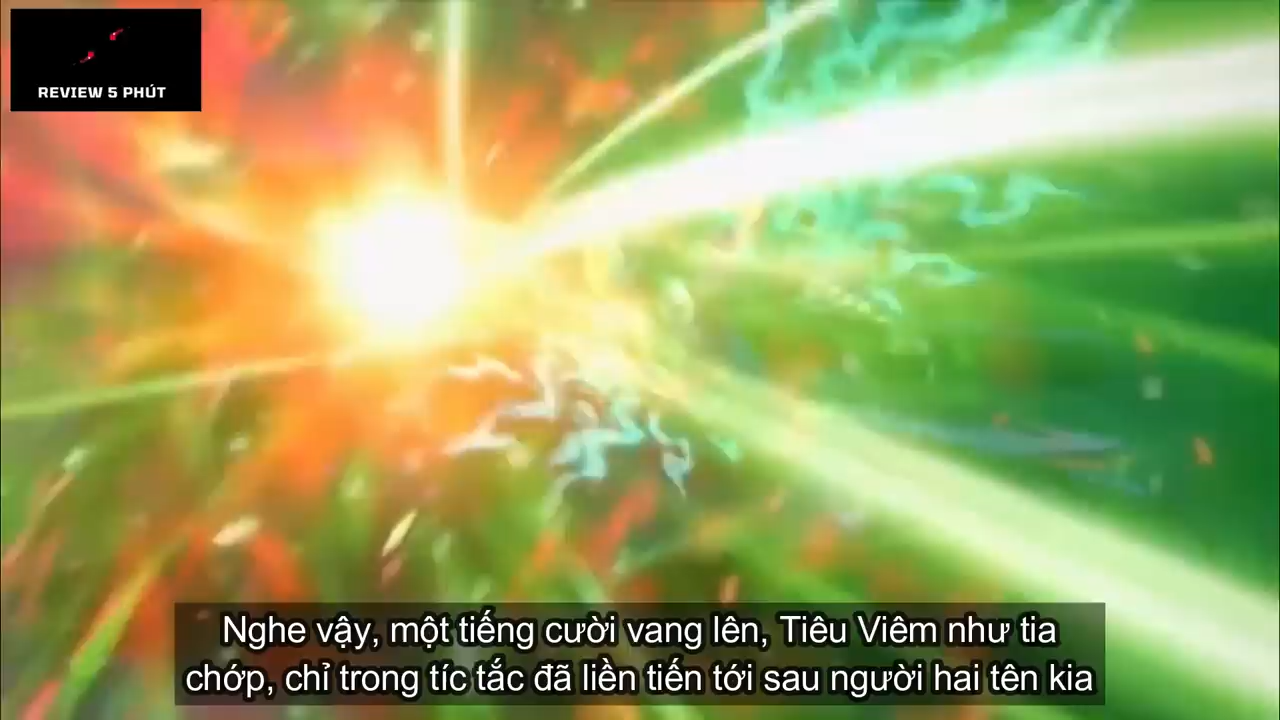 REVIEW 5 PHÚT
Nghe vậy, một tiếng cười vang lên, Tiêu Viêm như tia
chớp, chỉ trong tíc tắc đã liền tiến tới sau người hai tên kia